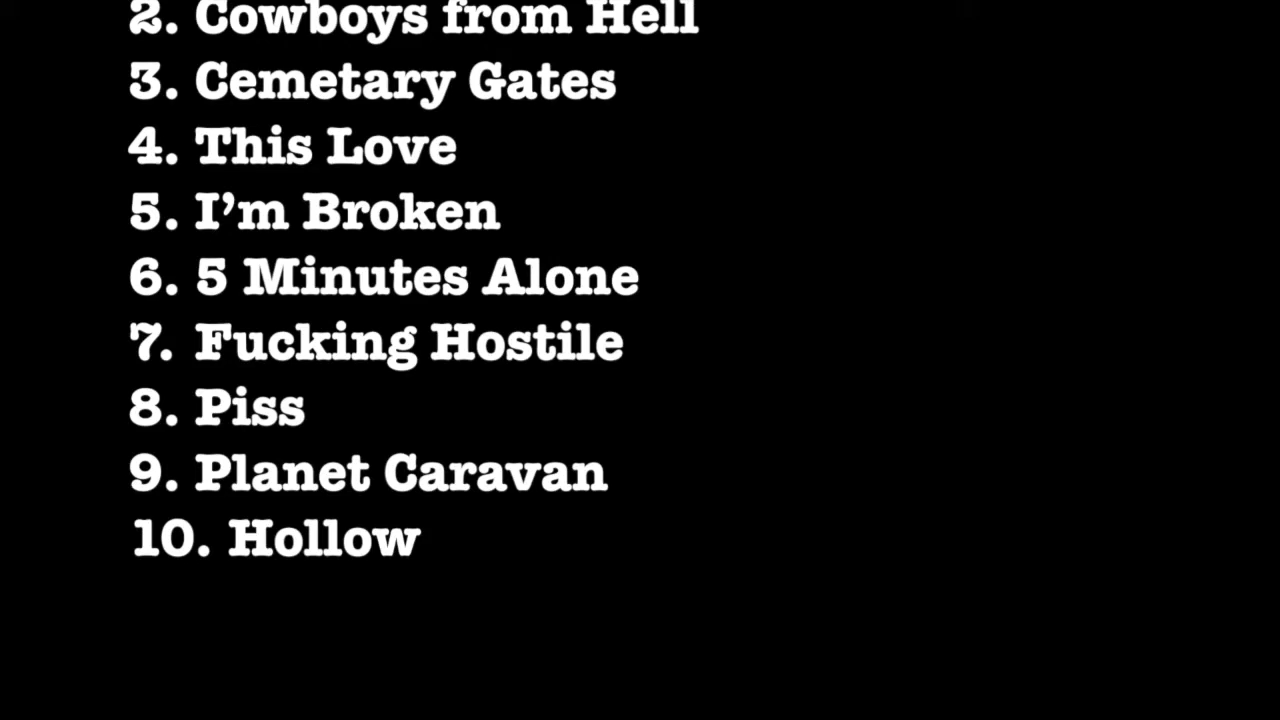 2. Cowboys from Hell
3. Cemetary Gates
4. This Love
5. I’m Broken
6. 5 Minutes Alone
7. Fucking Hostile
8. Piss
9. Planet Caravan
10. Hollow